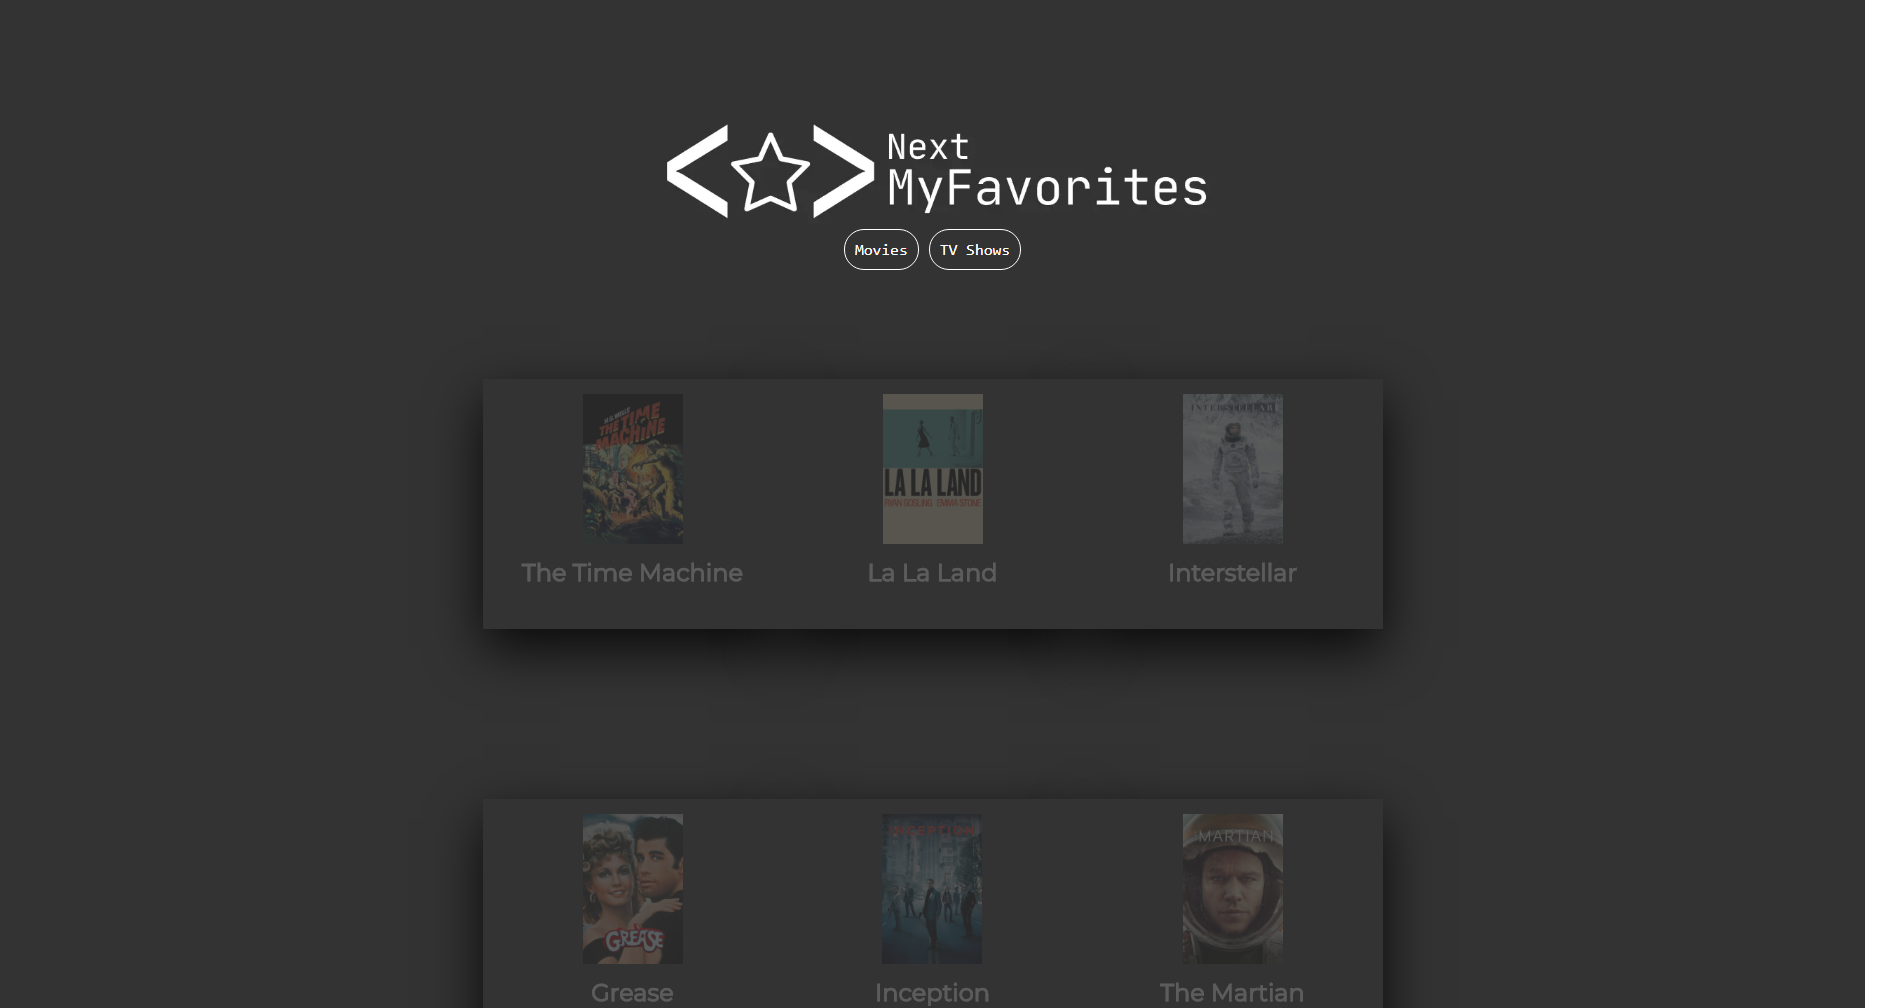 Next
MyFavorites
Movies
TV Shows
THE TIME
MACHINE
LA LA LAND
RYAN GOSLING EMMA STONE
INTERSTELLAR
The Time Machine
La La Land
Interstellar
GREASE
INCEPTION
MARTIAN
Grease
Inception
The Martian